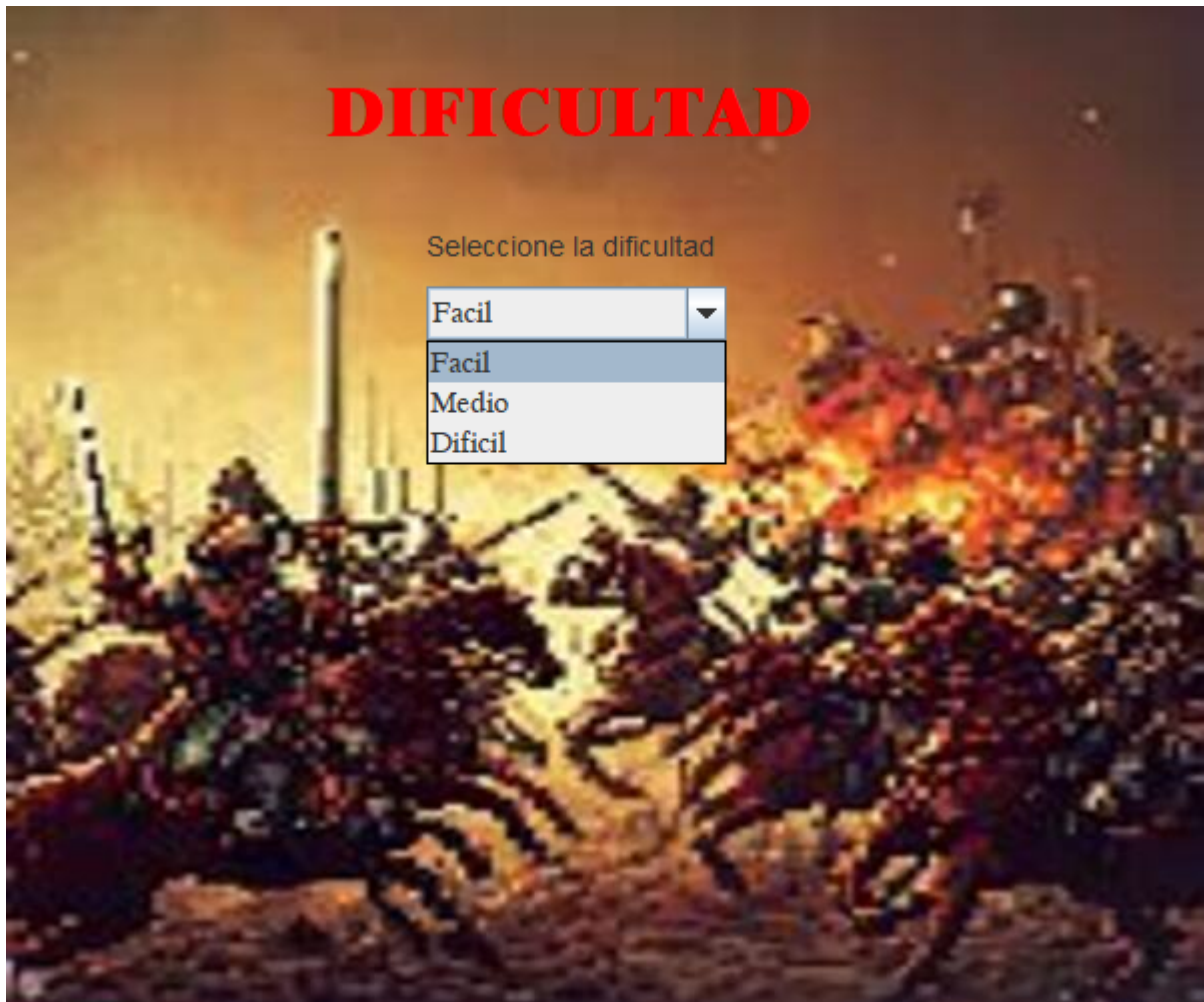 DIFICULTAD
Seleccione la dificultad
Facil
Facil
Medio
Dificil